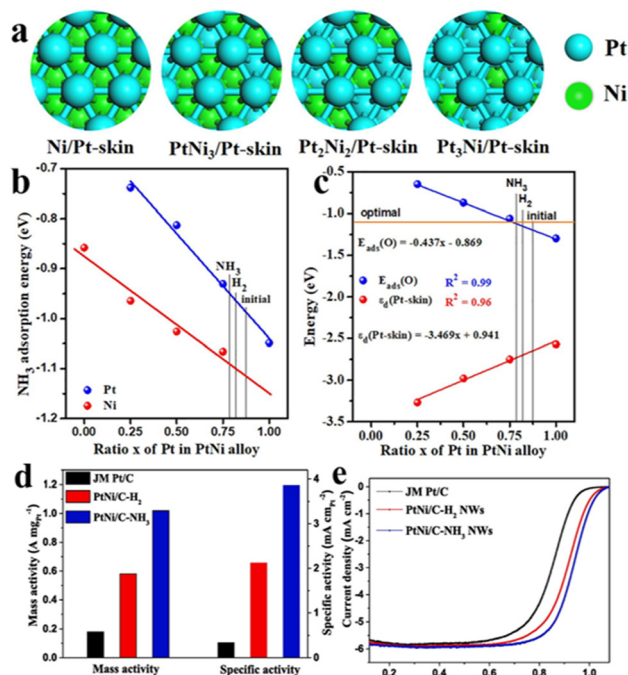 a
Pt
Ni
Ni/Pt-skin
PtNi₃/Pt-skin
Pt₂Ni₂/Pt-skin
Pt₃Ni/Pt-skin
b
NH₃ adsorption energy (eV)
-0.7
-0.8
-0.9
-1.0
-1.1
-1.2
NH₃
H₂
initial
Pt
Ni
0.00 0.25 0.50 0.75 1.00
Ratio x of Pt in PtNi alloy
c
Energy (eV)
-0.5
-1.0
-1.5
-2.0
-2.5
-3.0
-3.5
NH₃
H₂
initial
optimal
E_ads(O) = -0.437x - 0.869
E_ads(O) R² = 0.99
ε_d(Pt-skin) R² = 0.96
ε_d(Pt-skin) = -3.469x + 0.941
0.00 0.25 0.50 0.75 1.00
Ratio x of Pt in PtNi alloy
d
Mass activity (A mg_Pt⁻¹)
1.2
1.0
0.8
0.6
0.4
0.2
0.0
JM Pt/C
PtNi/C-H₂
PtNi/C-NH₃
4
3
2
1
0
Specific activity (mA cm_Pt⁻²)
Mass activity
Specific activity
e
Current density (mA cm⁻²)
0
-1
-2
-3
-4
-5
-6
JM Pt/C
PtNi/C-H₂ NWs
PtNi/C-NH₃ NWs
0.2 0.4 0.6 0.8 1.0